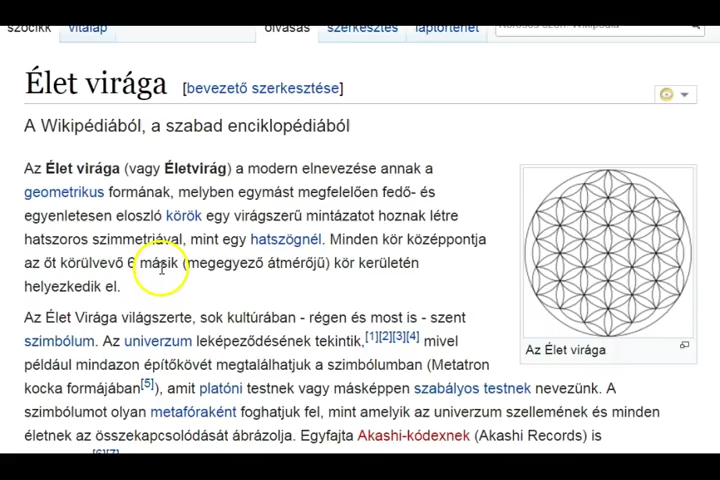 szócikk vitalap olvasás szerkesztés laptörténet
Élet virága [bevezető szerkesztése]
A Wikipédiából, a szabad enciklopédiából
Az Élet virága (vagy Életvirág) a modern elnevezése annak a
geometrikus formának, melyben egymást megfelelően fedő- és
egyenletesen eloszló körök egy virágszerű mintázatot hoznak létre
hatszoros szimmetriával, mint egy hatszögnél. Minden kör középpontja
az őt körülvevő 6 másik (megegyező átmérőjű) kör kerületén
helyezkedik el.
Az Élet virága
Az Élet Virága világszerte, sok kultúrában - régen és most is - szent
szimbólum. Az univerzum leképeződésének tekintik,[1][2][3][4] mivel
például mindazon építőkövét megtalálhatjuk a szimbólumban (Metatron
kocka formájában[5]), amit platóni testnek vagy másképpen szabályos testnek nevezünk. A
szimbólumot olyan metafóraként foghatjuk fel, mint amelyik az univerzum szellemének és minden
életnek az összekapcsolódását ábrázolja. Egyfajta Akashi-kódexnek (Akashi Records) is
[6][7]